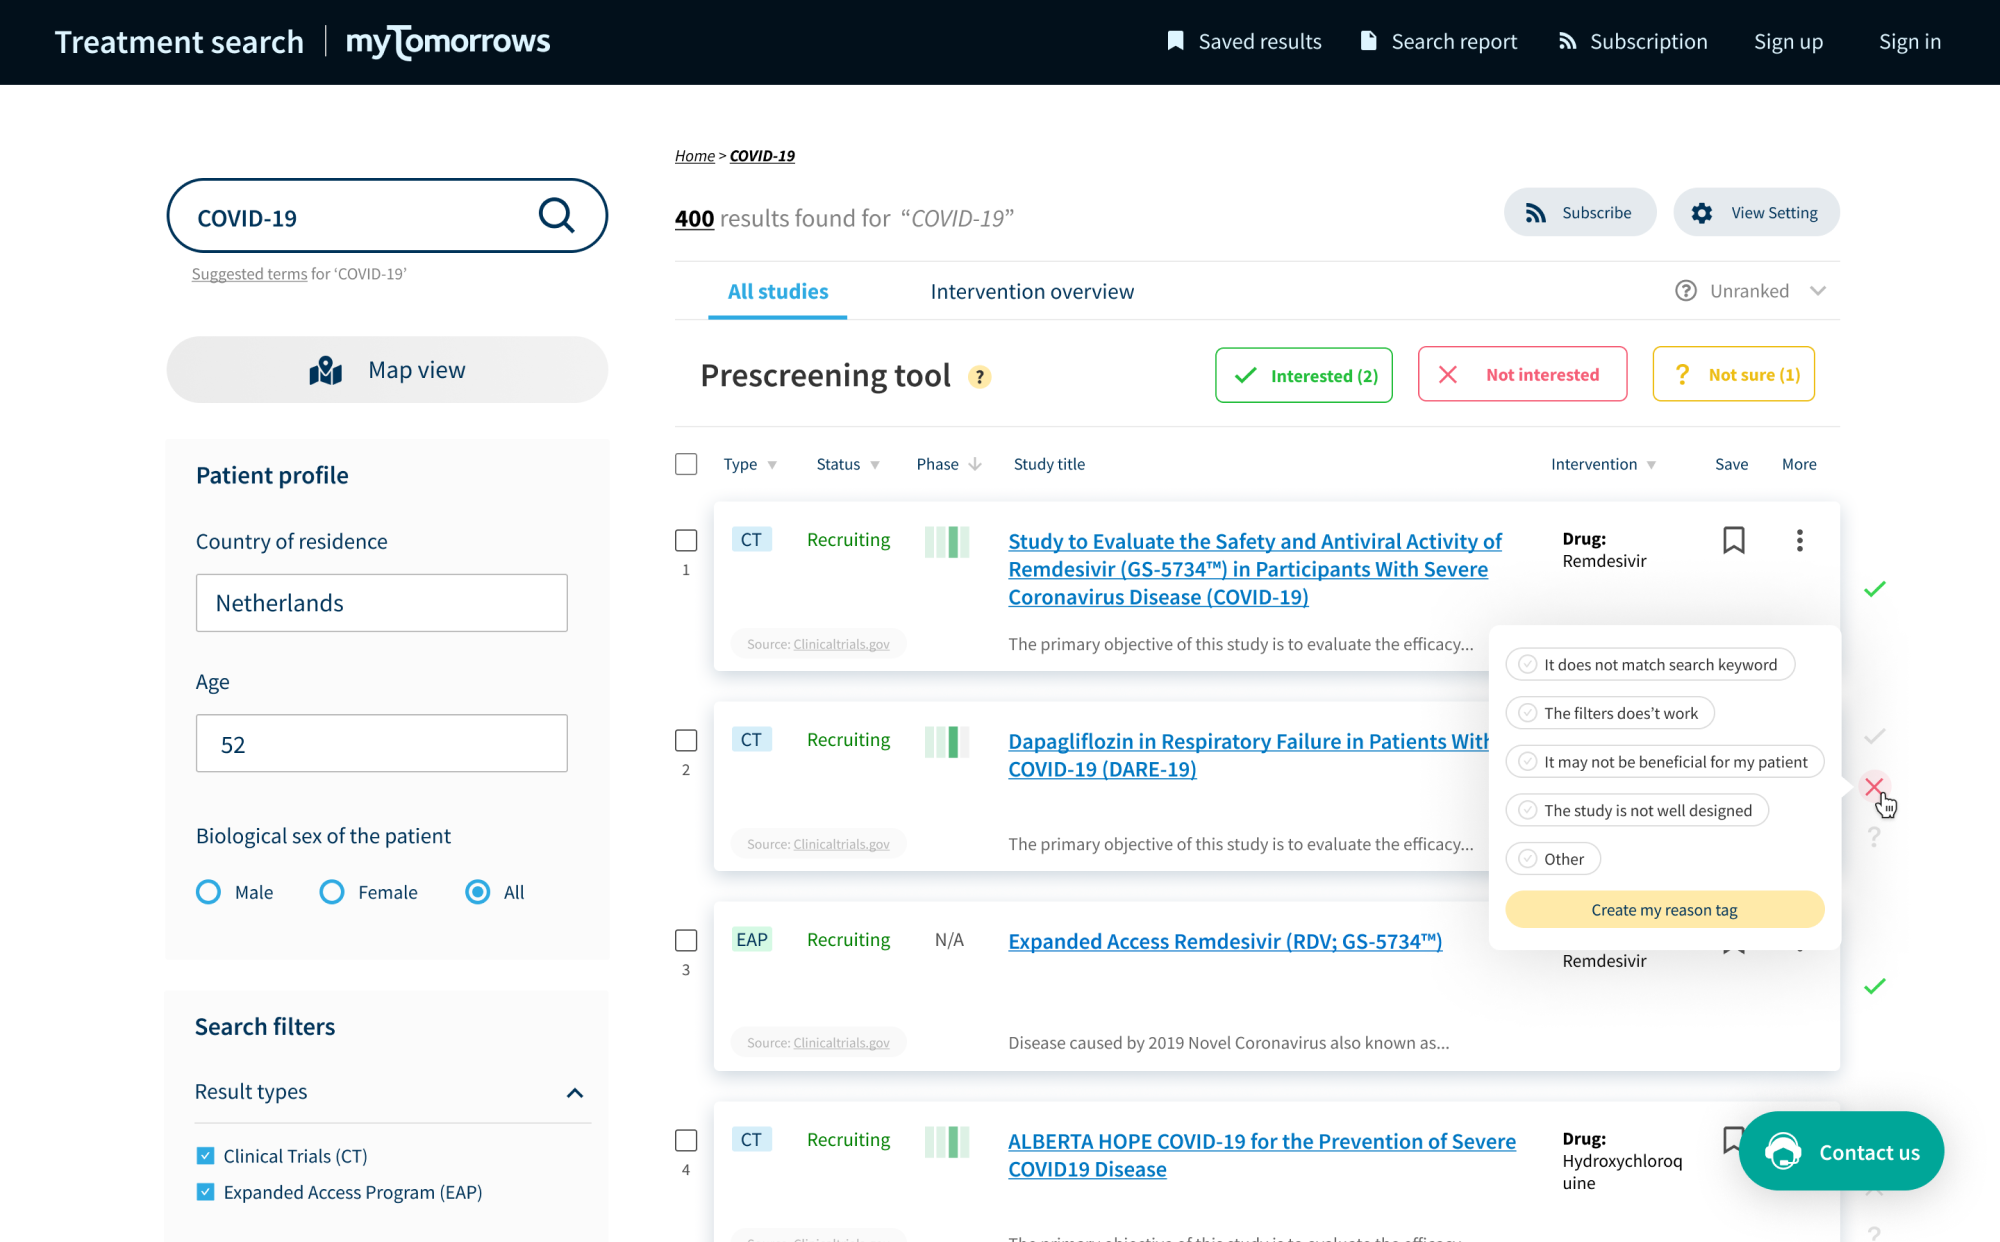 Treatment search | myTomorrows
Saved results
Search report
Subscription
Sign up
Sign in
COVID-19
Suggested terms for ‘COVID-19’
Map view
Patient profile
Country of residence
Netherlands
Age
52
Biological sex of the patient
Male
Female
All
Search filters
Result types
Clinical Trials (CT)
Expanded Access Program (EAP)
Home > COVID-19
400 results found for “COVID-19”
Subscribe
View Setting
All studies
Intervention overview
? Unranked
Prescreening tool ?
Interested (2)
Not interested
? Not sure (1)
Type
Status
Phase
Study title
Intervention
Save
More
1
CT
Recruiting
Study to Evaluate the Safety and Antiviral Activity of
Remdesivir (GS-5734™) in Participants With Severe
Coronavirus Disease (COVID-19)
Drug:
Remdesivir
Source: Clinicaltrials.gov
The primary objective of this study is to evaluate the efficacy...
2
CT
Recruiting
Dapagliflozin in Respiratory Failure in Patients With
COVID-19 (DARE-19)
Source: Clinicaltrials.gov
The primary objective of this study is to evaluate the efficacy...
It does not match search keyword
The filters does’t work
It may not be beneficial for my patient
The study is not well designed
Other
Create my reason tag
?
3
EAP
Recruiting
N/A
Expanded Access Remdesivir (RDV; GS-5734™)
Remdesivir
Source: Clinicaltrials.gov
Disease caused by 2019 Novel Coronavirus also known as...
4
CT
Recruiting
ALBERTA HOPE COVID-19 for the Prevention of Severe
COVID19 Disease
Drug:
Hydroxychloroq
uine
Contact us
?